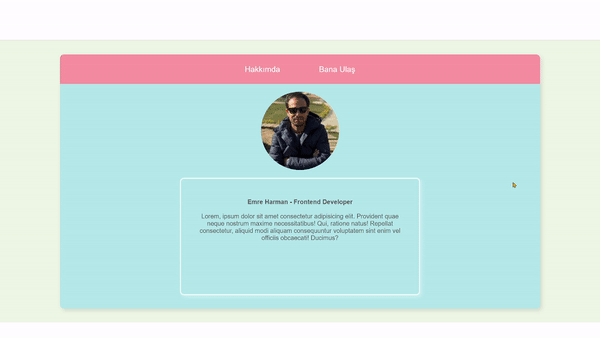 Hakkımda Bana Ulaş
Emre Harman - Frontend Developer
Lorem, ipsum dolor sit amet consectetur adipisicing elit. Provident quae
neque nostrum maxime necessitatibus! Qui, ratione natus! Repellat
consectetur, aliquid modi aliquam consequuntur voluptatem sint enim vel
officiis obcaecati! Ducimus?